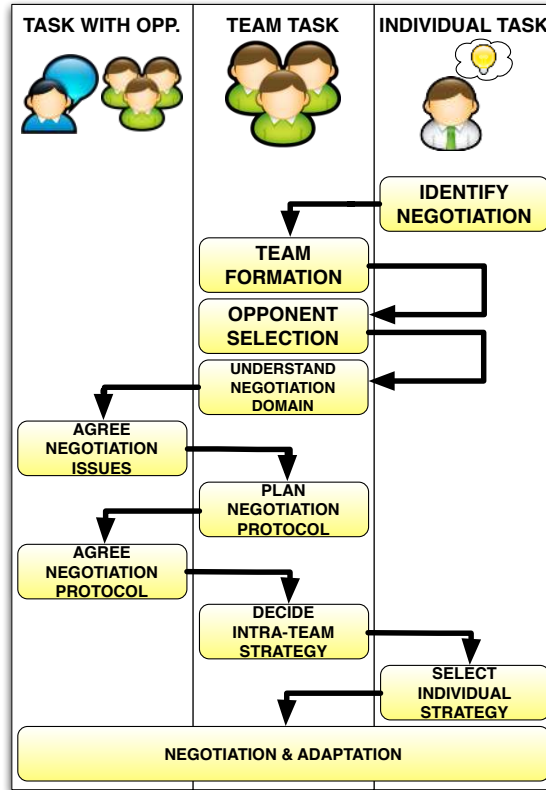 TASK WITH OPP.
TEAM TASK
INDIVIDUAL TASK
IDENTIFY
NEGOTIATION
TEAM
FORMATION
OPPONENT
SELECTION
UNDERSTAND
NEGOTIATION
DOMAIN
AGREE
NEGOTIATION
ISSUES
PLAN
NEGOTIATION
PROTOCOL
AGREE
NEGOTIATION
PROTOCOL
DECIDE
INTRA-TEAM
STRATEGY
SELECT
INDIVIDUAL
STRATEGY
NEGOTIATION & ADAPTATION